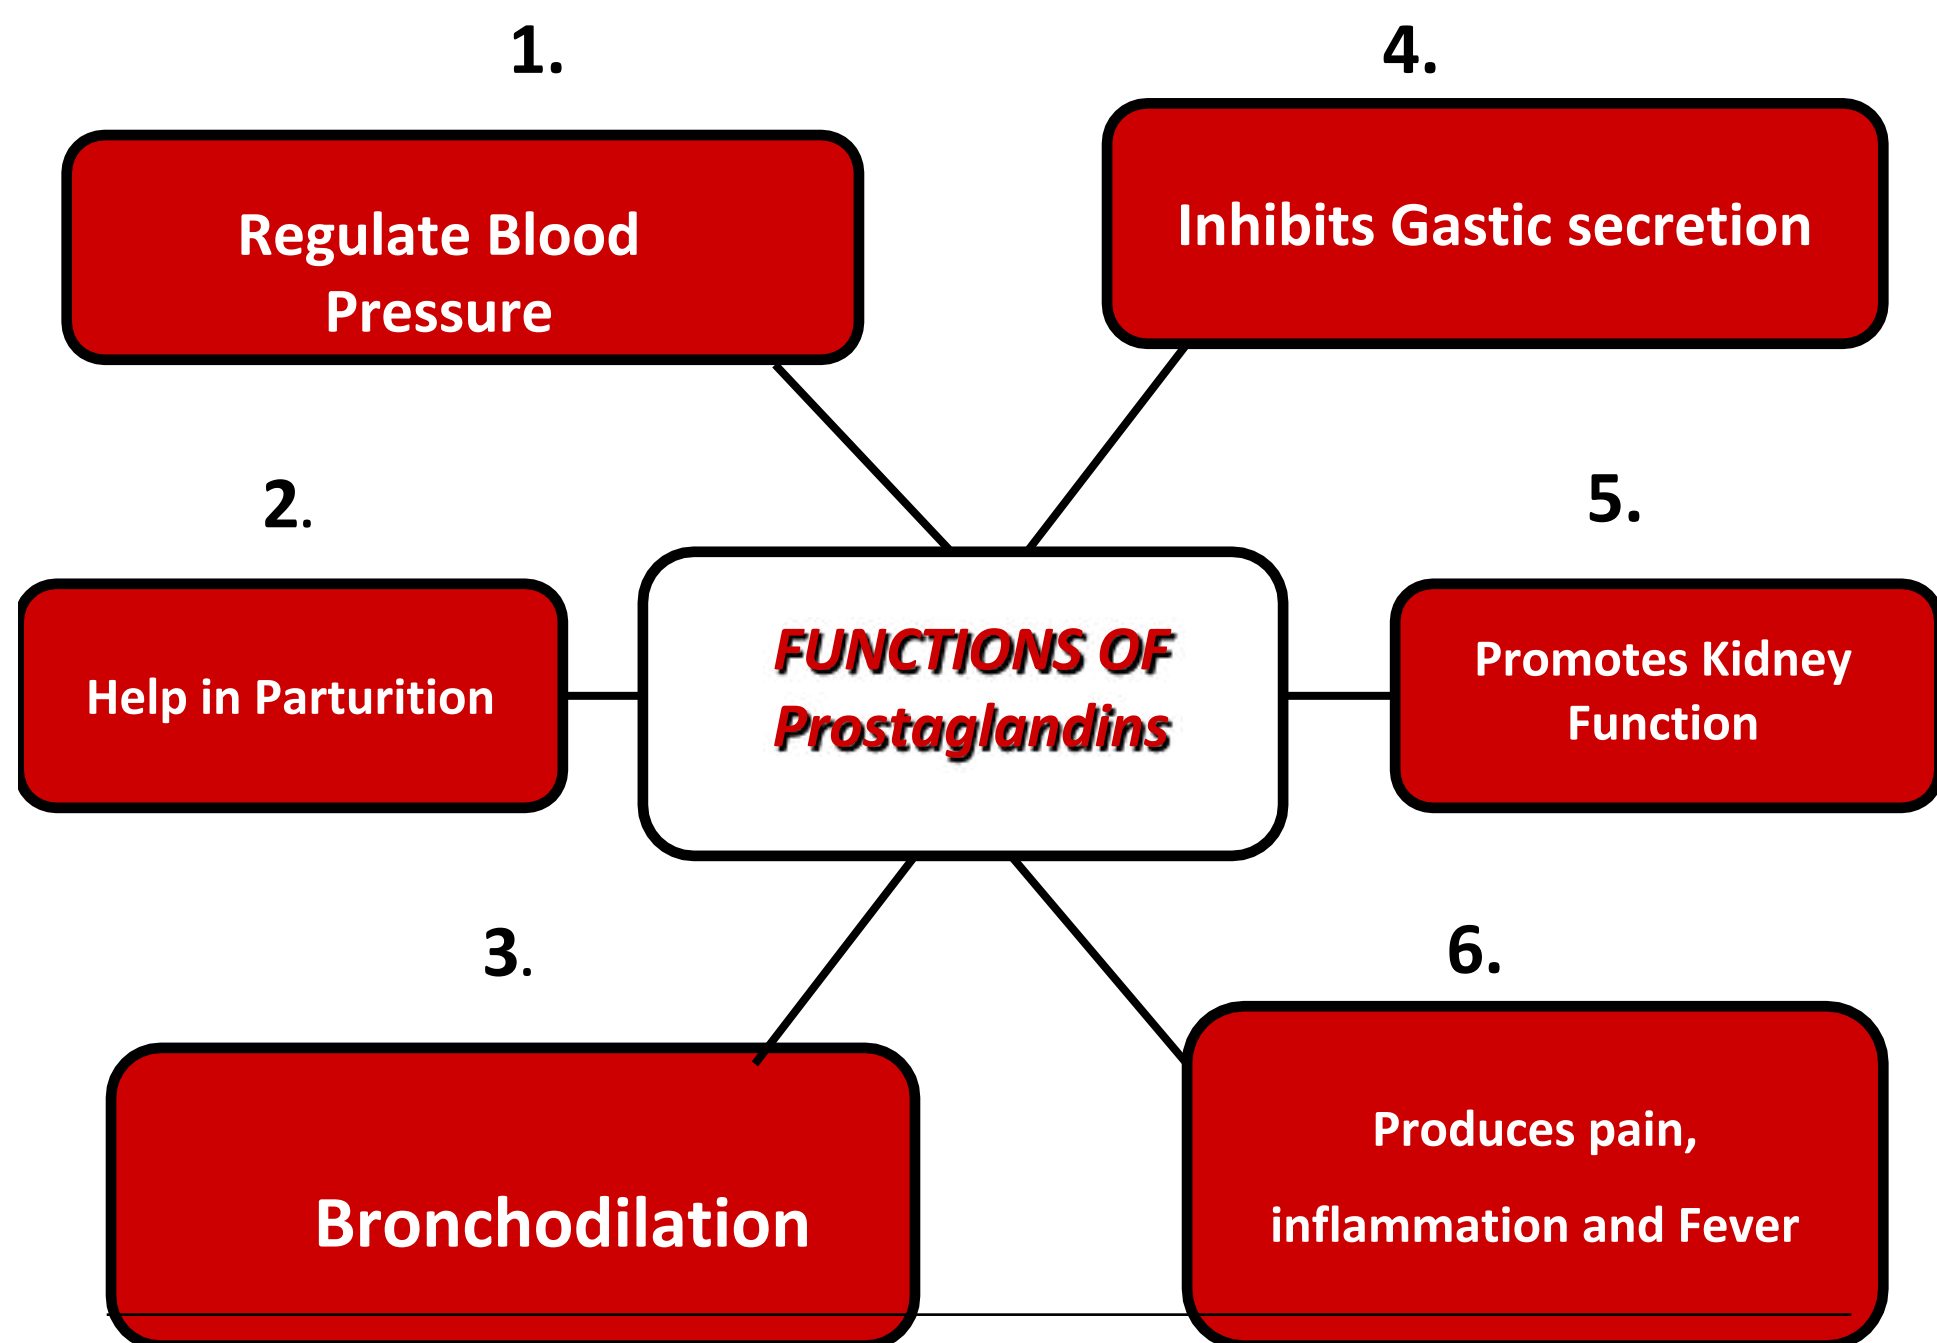 1.
Regulate Blood
Pressure
4.
Inhibits Gastic secretion
2.
Help in Parturition
FUNCTIONS OF
Prostaglandins
5.
Promotes Kidney
Function
3.
Bronchodilation
6.
Produces pain,
inflammation and Fever